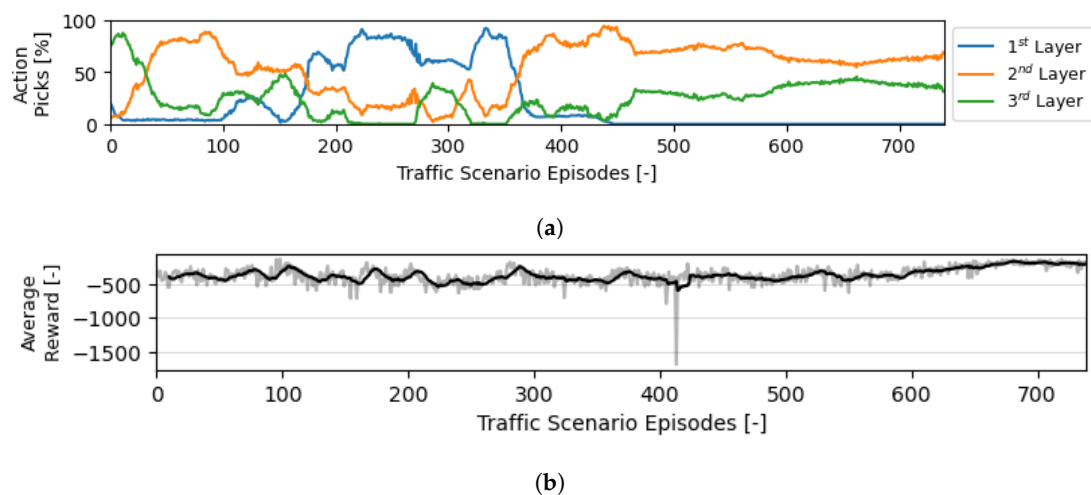 Action
Picks [%]
100
50
0
0 100 200 300 400 500 600 700
Traffic Scenario Episodes [-]
1st Layer
2nd Layer
3rd Layer
(a)
Average
Reward [-]
−500
−1000
−1500
0 100 200 300 400 500 600 700
Traffic Scenario Episodes [-]
(b)